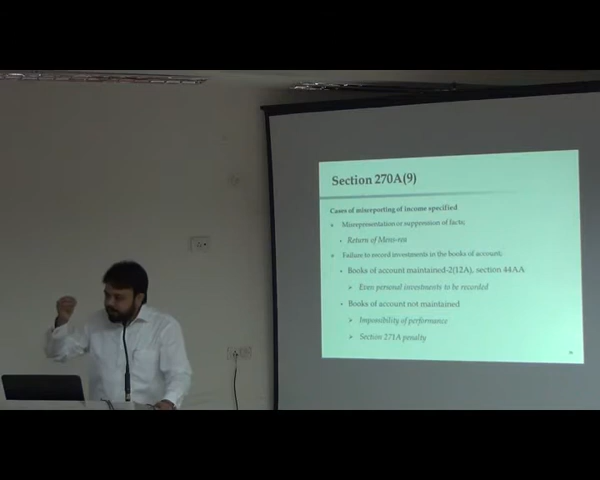 Section 270A(9)
Cases of misreporting of income specified
Misrepresentation or suppression of facts;
Return of Mens-rea
Failure to record investments in the books of account;
Books of account maintained-2(12A), section 44AA
Even personal investments to be recorded
Books of account not maintained
Impossibility of performance
Section 271A penalty